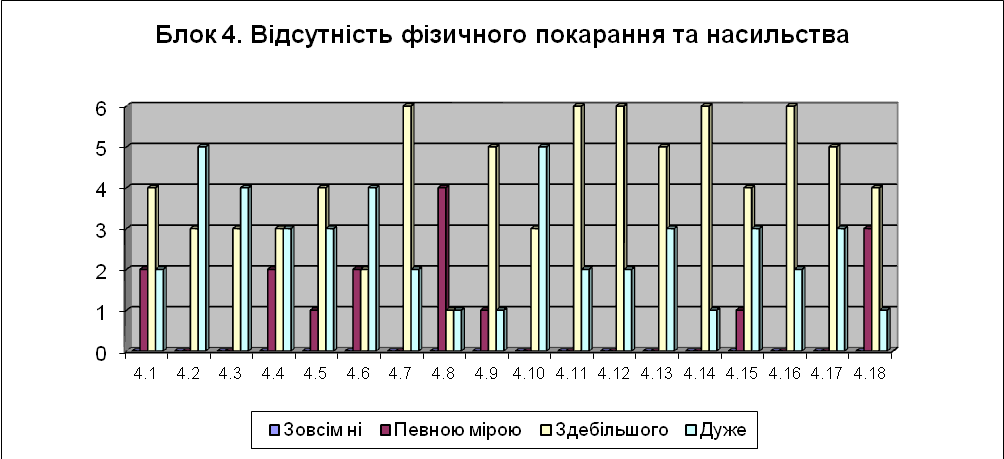 Блок 4. Відсутність фізичного покарання та насильства
6
5
4
3
2
1
0
4.1 4.2 4.3 4.4 4.5 4.6 4.7 4.8 4.9 4.10 4.11 4.12 4.13 4.14 4.15 4.16 4.17 4.18
Зовсім ні Певною мірою Здебільшого Дуже